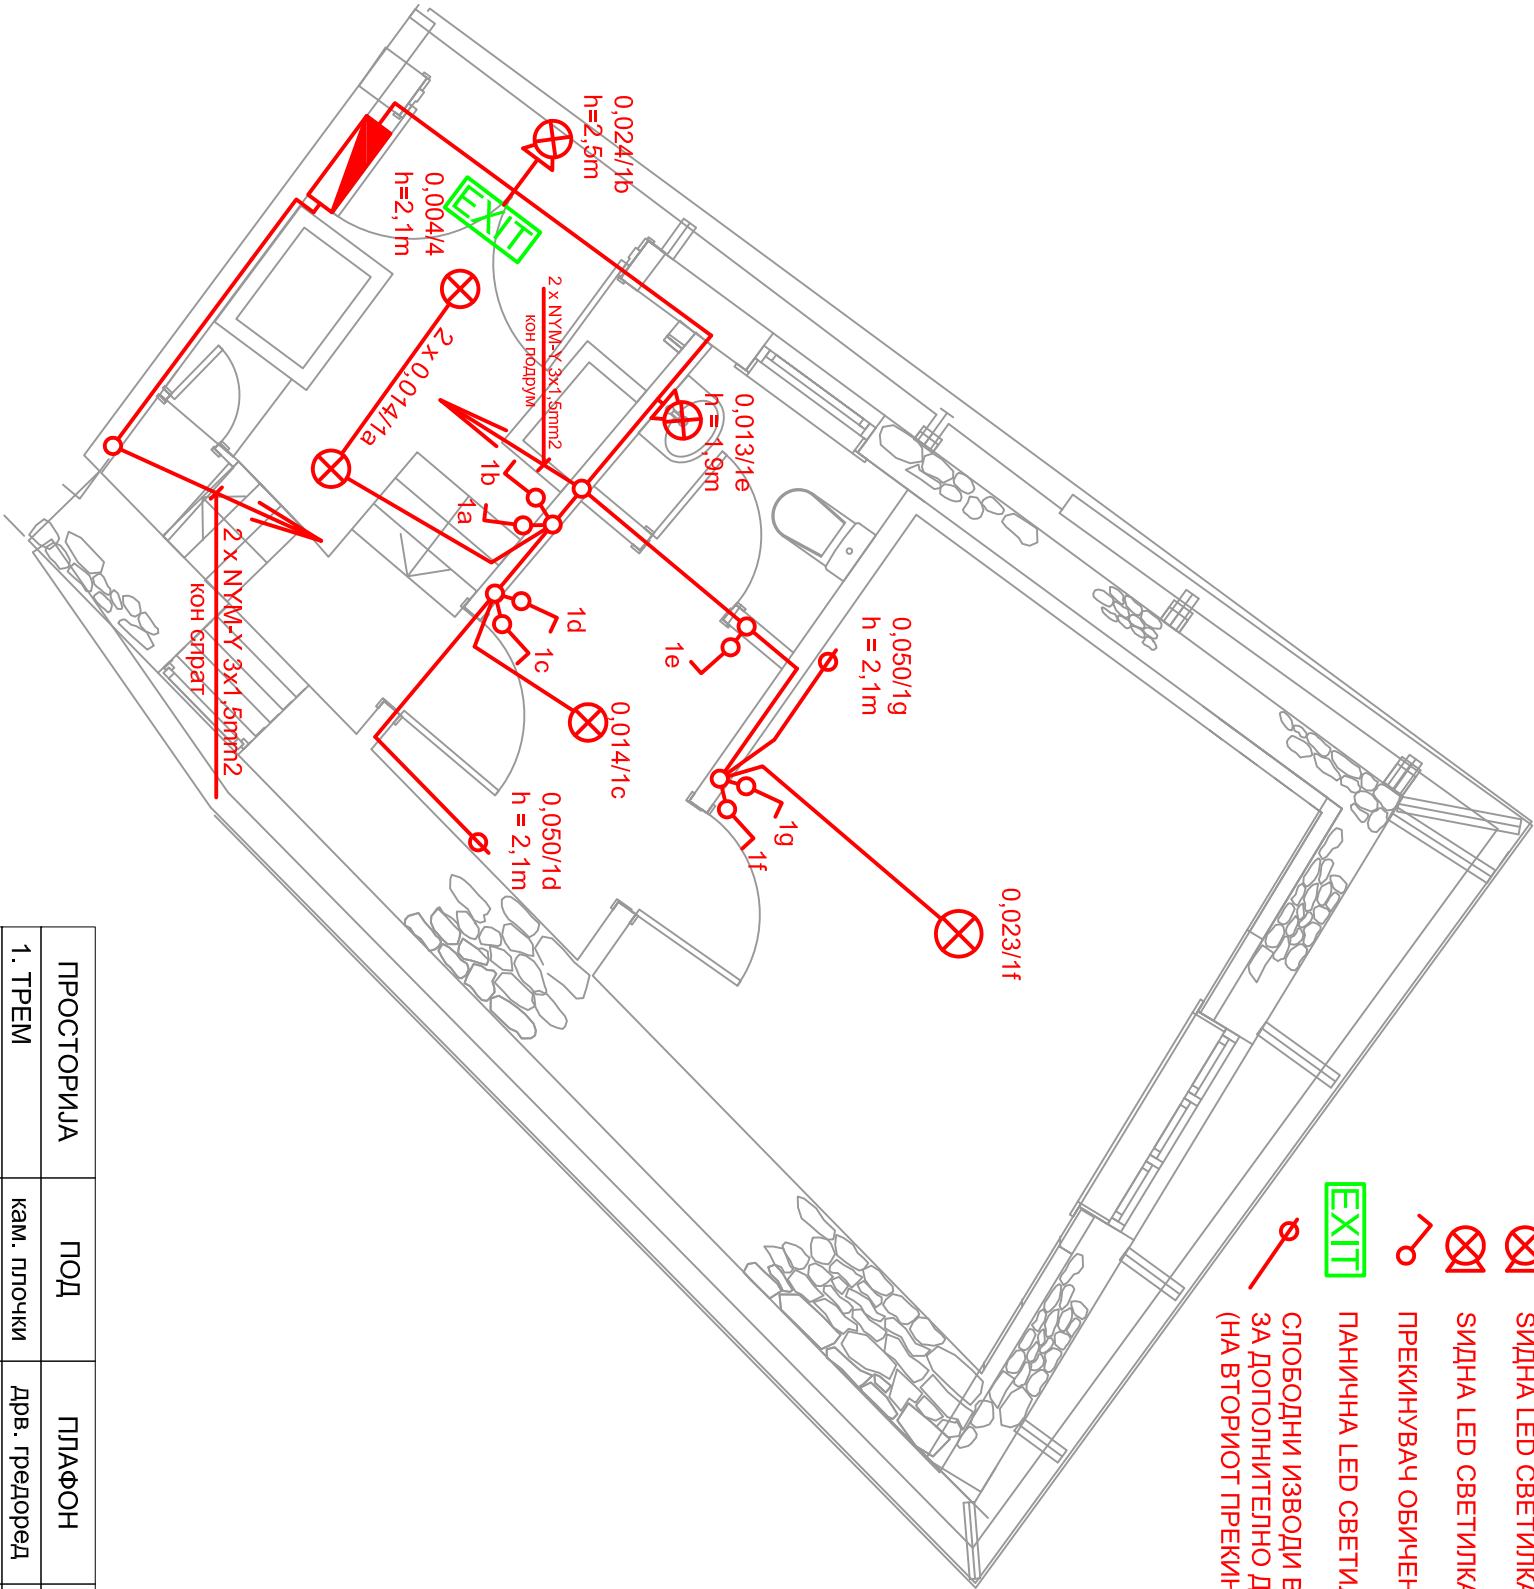 0,024/1b
h=2,5m
0,004/4
h=2,1m
EXIT
2 x NYM-Y 3x1,5mm2
кон подрум
2 x 0,014/1a
0,013/1e
h = 1,9m
1b
1a
1d
1c
1e
0,050/1g
h = 2,1m
0,014/1c
0,050/1d
h = 2,1m
1g
1f
0,023/1f
2 x NYM-Y 3x1,5mm2
кон спрат
ЅИДНА LED СВЕТИЛКА
ЅИДНА LED СВЕТИЛКА
ПРЕКИНУВАЧ ОБИЧЕН
EXIT
ПАНИЧНА LED СВЕТИ
СЛОБОДНИ ИЗВОДИ
ЗА ДОПОЛНИТЕЛНО
(НА ВТОРИОТ
ПРОСТОРИЈА ПОД ПЛАФОН
1. ТРЕМ кам. плочки дрв. гредоред